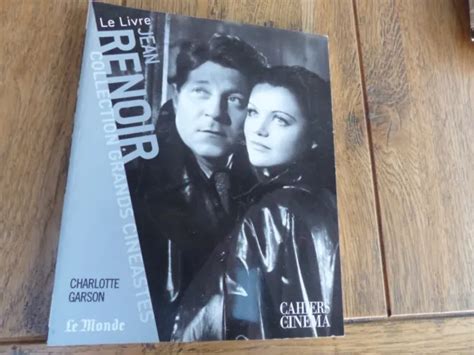 Le Livre
JEAN
RENOIR
COLLECTION GRANDS CINÉASTES
CHARLOTTE
GARSON
Le Monde
CAHIERS
CINEMA